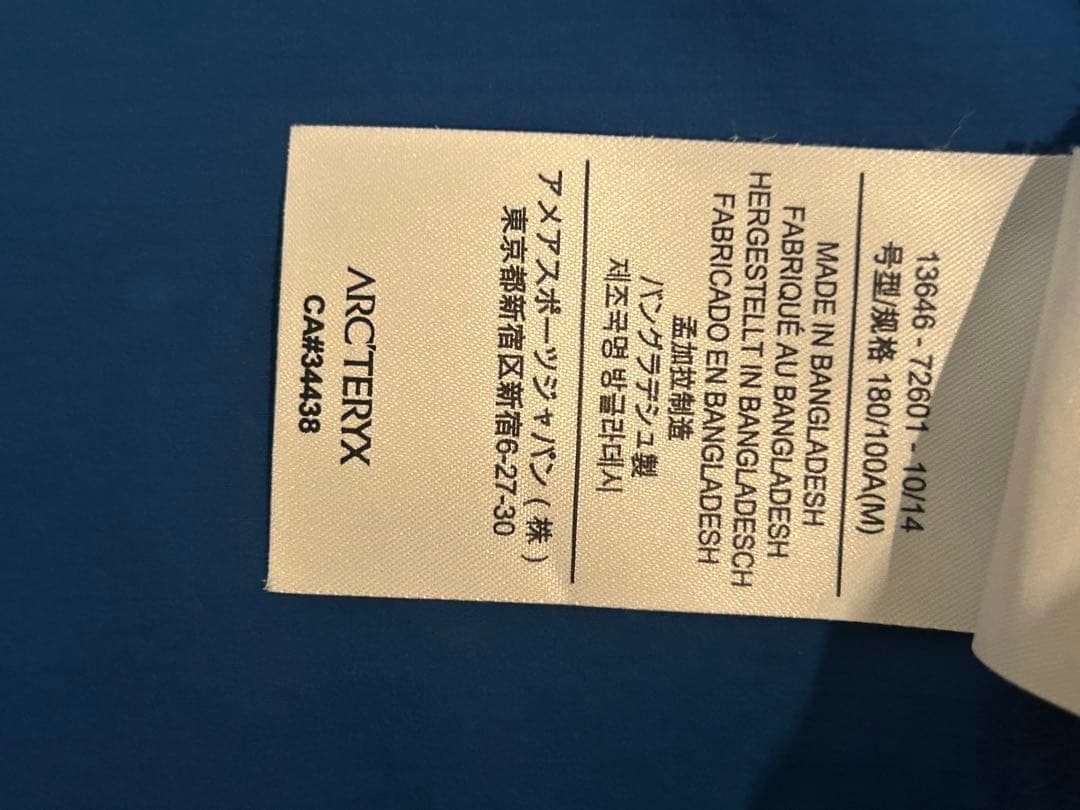 13646 - 72601 - 10/14
号型/规格 180/100A(M)
MADE IN BANGLADESH
FABRIQUÉ AU BANGLADESH
HERGESTELLT IN BANGLADESCH
FABRICADO EN BANGLADESH
孟加拉制造
バングラデシュ製
제조국명 방글라데시
アメアスポーツジャパン(株)
東京都新宿区新宿6-27-30
ARC'TERYX
CA#34438